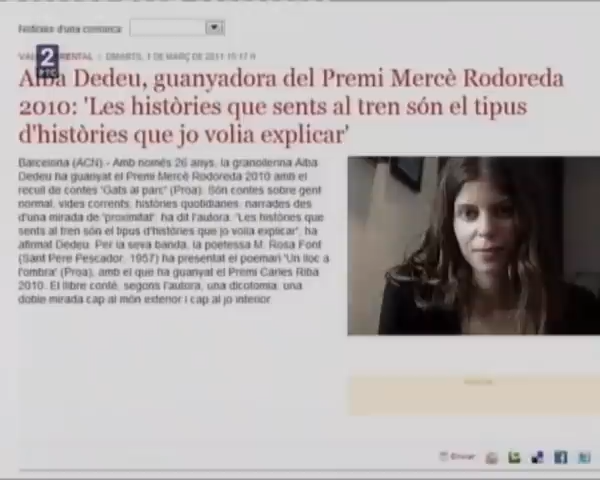 Notícies d'una comarca:
ORIENTAL | DIMARTS, 1 DE MARÇ DE 2011
2
Alba Dedeu, guanyadora del Premi Mercè Rodoreda
2010: 'Les històries que sents al tren són el tipus
d'històries que jo volia explicar'
Barcelona (ACN).- Amb només 26 anys, la granollerina Alba
Dedeu ha guanyat el Premi Mercè Rodoreda 2010 amb el
recull de contes 'Gats al parc' (Proa). Són contes sobre gent
normal, vides corrents, històries quotidianes, narrades des
d'una mirada de 'proximitat', ha dit l'autora. 'Les històries que
sents al tren són el tipus d'històries que jo volia explicar', ha
afirmat Dedeu. Per la seva banda, la poetessa M. Rosa Font
(Sant Pere Pescador, 1957) ha presentat el poemari 'Un lloc a
l'ombra' (Proa), amb el que ha guanyat el Premi Carles Riba
2010. El llibre conté, segons l'autora, una dicotomia, una
doble mirada cap al món exterior i cap al jo interior.
Enviar